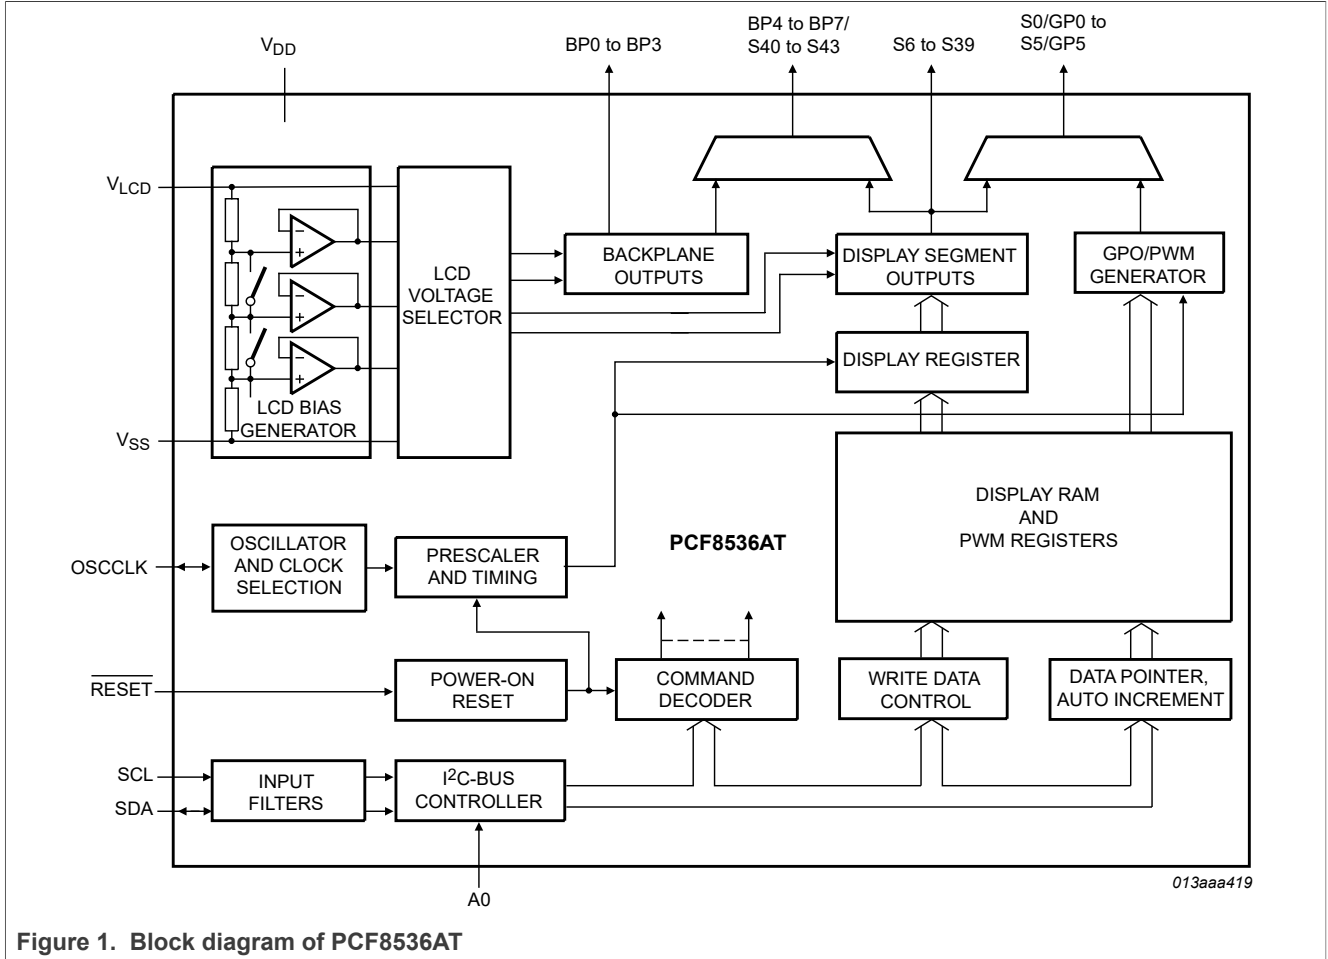 BP4 to BP7/
S40 to S43
S0/GP0 to
S5/GP5
VDD
BP0 to BP3
S6 to S39
VLCD
BACKPLANE
OUTPUTS
DISPLAY SEGMENT
OUTPUTS
GPO/PWM
GENERATOR
LCD
VOLTAGE
SELECTOR
DISPLAY REGISTER
LCD BIAS
GENERATOR
VSS
DISPLAY RAM
AND
PWM REGISTERS
PCF8536AT
OSCCLK
OSCILLATOR
AND CLOCK
SELECTION
PRESCALER
AND TIMING
RESET
POWER-ON
RESET
COMMAND
DECODER
WRITE DATA
CONTROL
DATA POINTER,
AUTO INCREMENT
SCL
SDA
INPUT
FILTERS
I2C-BUS
CONTROLLER
A0
013aaa419
Figure 1. Block diagram of PCF8536AT